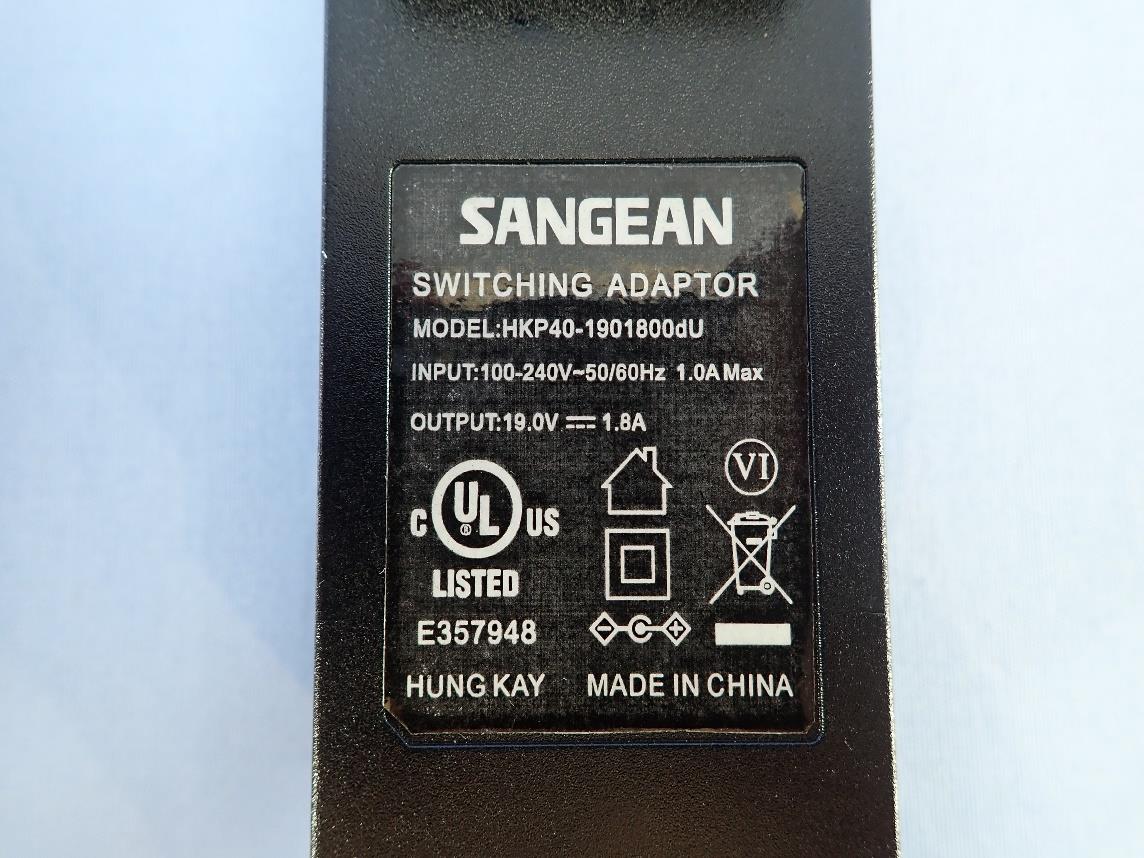 SANGEAN
SWITCHING ADAPTOR
MODEL:HKP40-1901800dU
INPUT:100-240V~50/60Hz 1.0A Max
OUTPUT:19.0V ⎓ 1.8A
VI
C UL® US
LISTED
E357948
HUNG KAY MADE IN CHINA